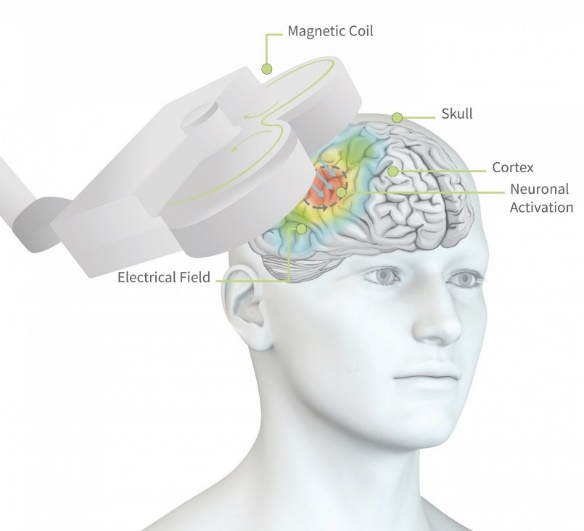 Magnetic Coil
Skull
Cortex
Neuronal
Activation
Electrical Field